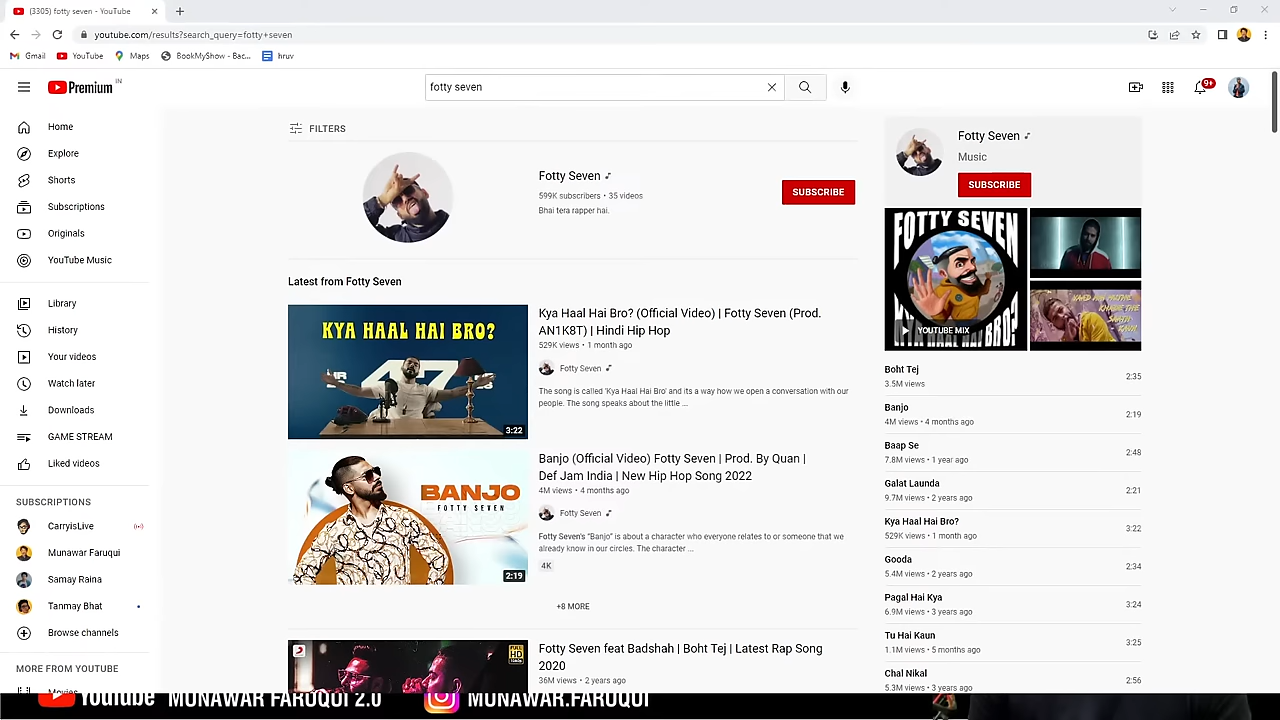 (3305) fotty seven - YouTube
youtube.com/results?search_query=fotty+seven
Gmail
YouTube
Maps
BookMyShow - Bac...
hruv
Premium IN
fotty seven
9+
Home
Explore
Shorts
Subscriptions
Originals
YouTube Music
Library
History
Your videos
Watch later
Downloads
GAME STREAM
Liked videos
SUBSCRIPTIONS
CarryisLive
Munawar Faruqui
Samay Raina
Tanmay Bhat
Browse channels
MORE FROM YOUTUBE
Movies
FILTERS
Fotty Seven
599K subscribers • 35 videos
Bhai tera rapper hai.
SUBSCRIBE
Latest from Fotty Seven
KYA HAAL HAI BRO?
47
3:22
Kya Haal Hai Bro? (Official Video) | Fotty Seven (Prod.
AN1K8T) | Hindi Hip Hop
529K views • 1 month ago
Fotty Seven
The song is called 'Kya Haal Hai Bro' and its a way how we open a conversation with our
people. The song speaks about the little ...
BANJO
FOTTY SEVEN
2:19
Banjo (Official Video) Fotty Seven | Prod. By Quan |
Def Jam India | New Hip Hop Song 2022
4M views • 4 months ago
Fotty Seven
Fotty Seven's "Banjo" is about a character who everyone relates to or someone that we
already know in our circles. The character ...
4K
+8 MORE
FULL
HD
Fotty Seven feat Badshah | Boht Tej | Latest Rap Song
2020
36M views • 2 years ago
Fotty Seven
Music
SUBSCRIBE
FOTTY SEVEN
YOUTUBE MIX
KYA HAAL HAI BRO?
Boht Tej
3.5M views
2:35
Banjo
4M views • 4 months ago
2:19
Baap Se
7.8M views • 1 year ago
2:48
Galat Launda
9.7M views • 2 years ago
2:21
Kya Haal Hai Bro?
529K views • 1 month ago
3:22
Gooda
5.4M views • 2 years ago
2:34
Pagal Hai Kya
6.9M views • 3 years ago
3:24
Tu Hai Kaun
1.1M views • 5 months ago
3:25
Chal Nikal
5.3M views • 3 years ago
2:56
Youtube MUNAWAR FARUQUI 2.0
MUNAWAR.FARUQUI